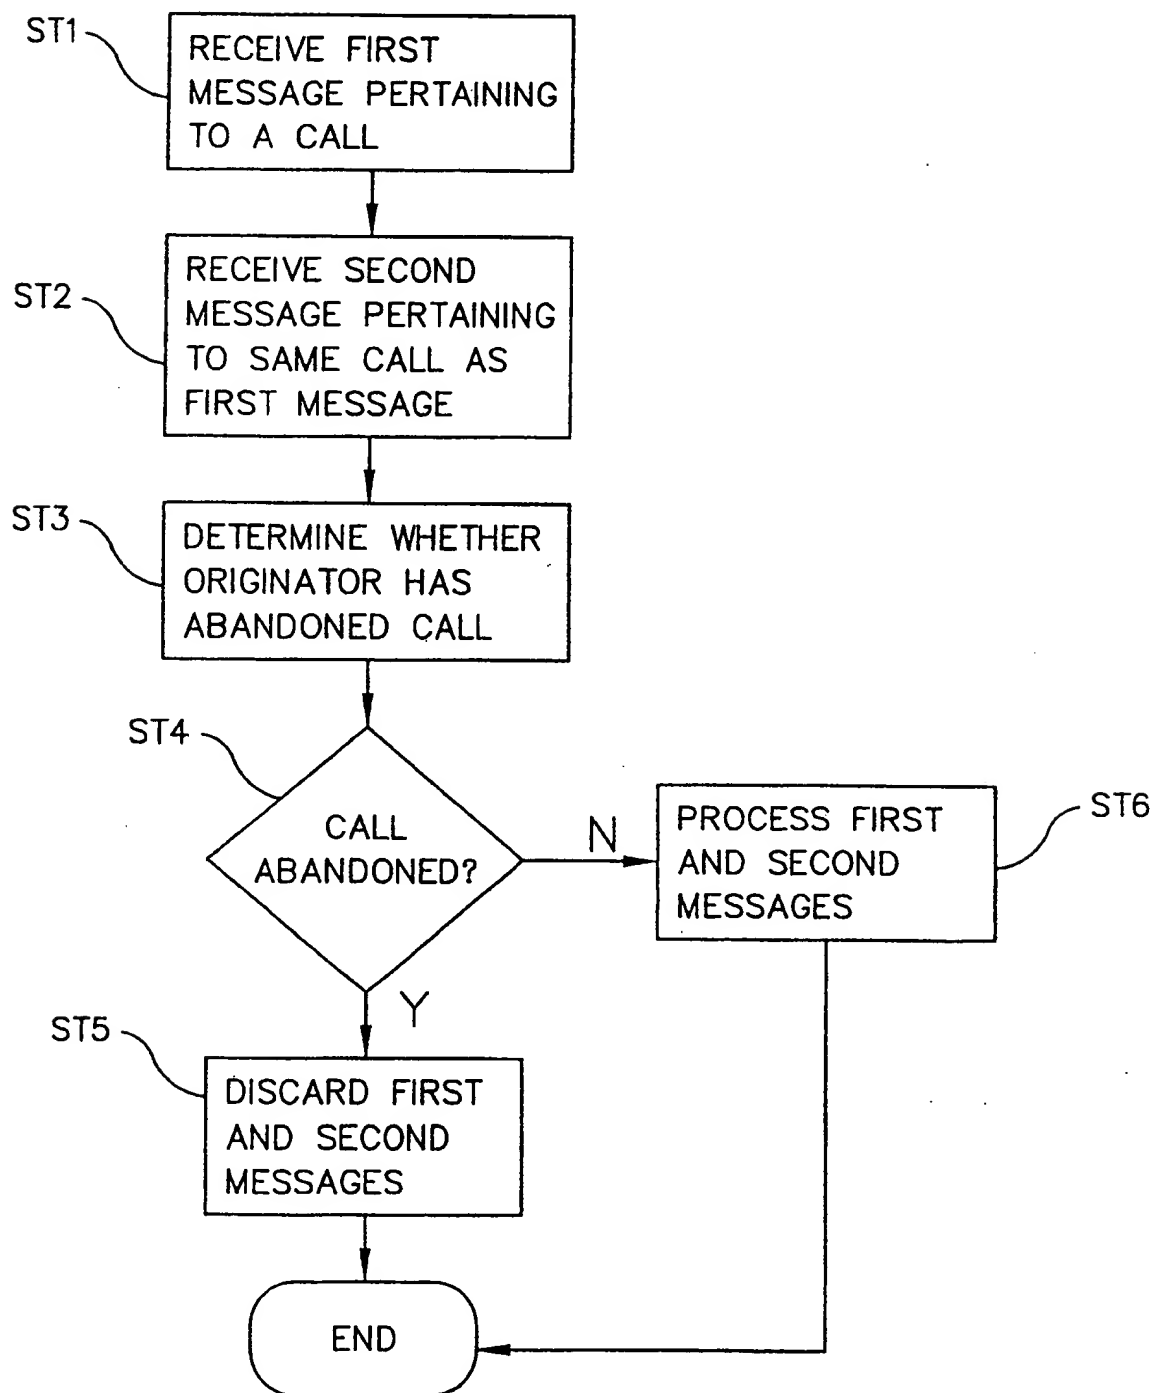 ST1
RECEIVE FIRST
MESSAGE PERTAINING
TO A CALL
ST2
RECEIVE SECOND
MESSAGE PERTAINING
TO SAME CALL AS
FIRST MESSAGE
ST3
DETERMINE WHETHER
ORIGINATOR HAS
ABANDONED CALL
ST4
CALL
ABANDONED?
N
PROCESS FIRST
AND SECOND
MESSAGES
ST6
Y
ST5
DISCARD FIRST
AND SECOND
MESSAGES
END